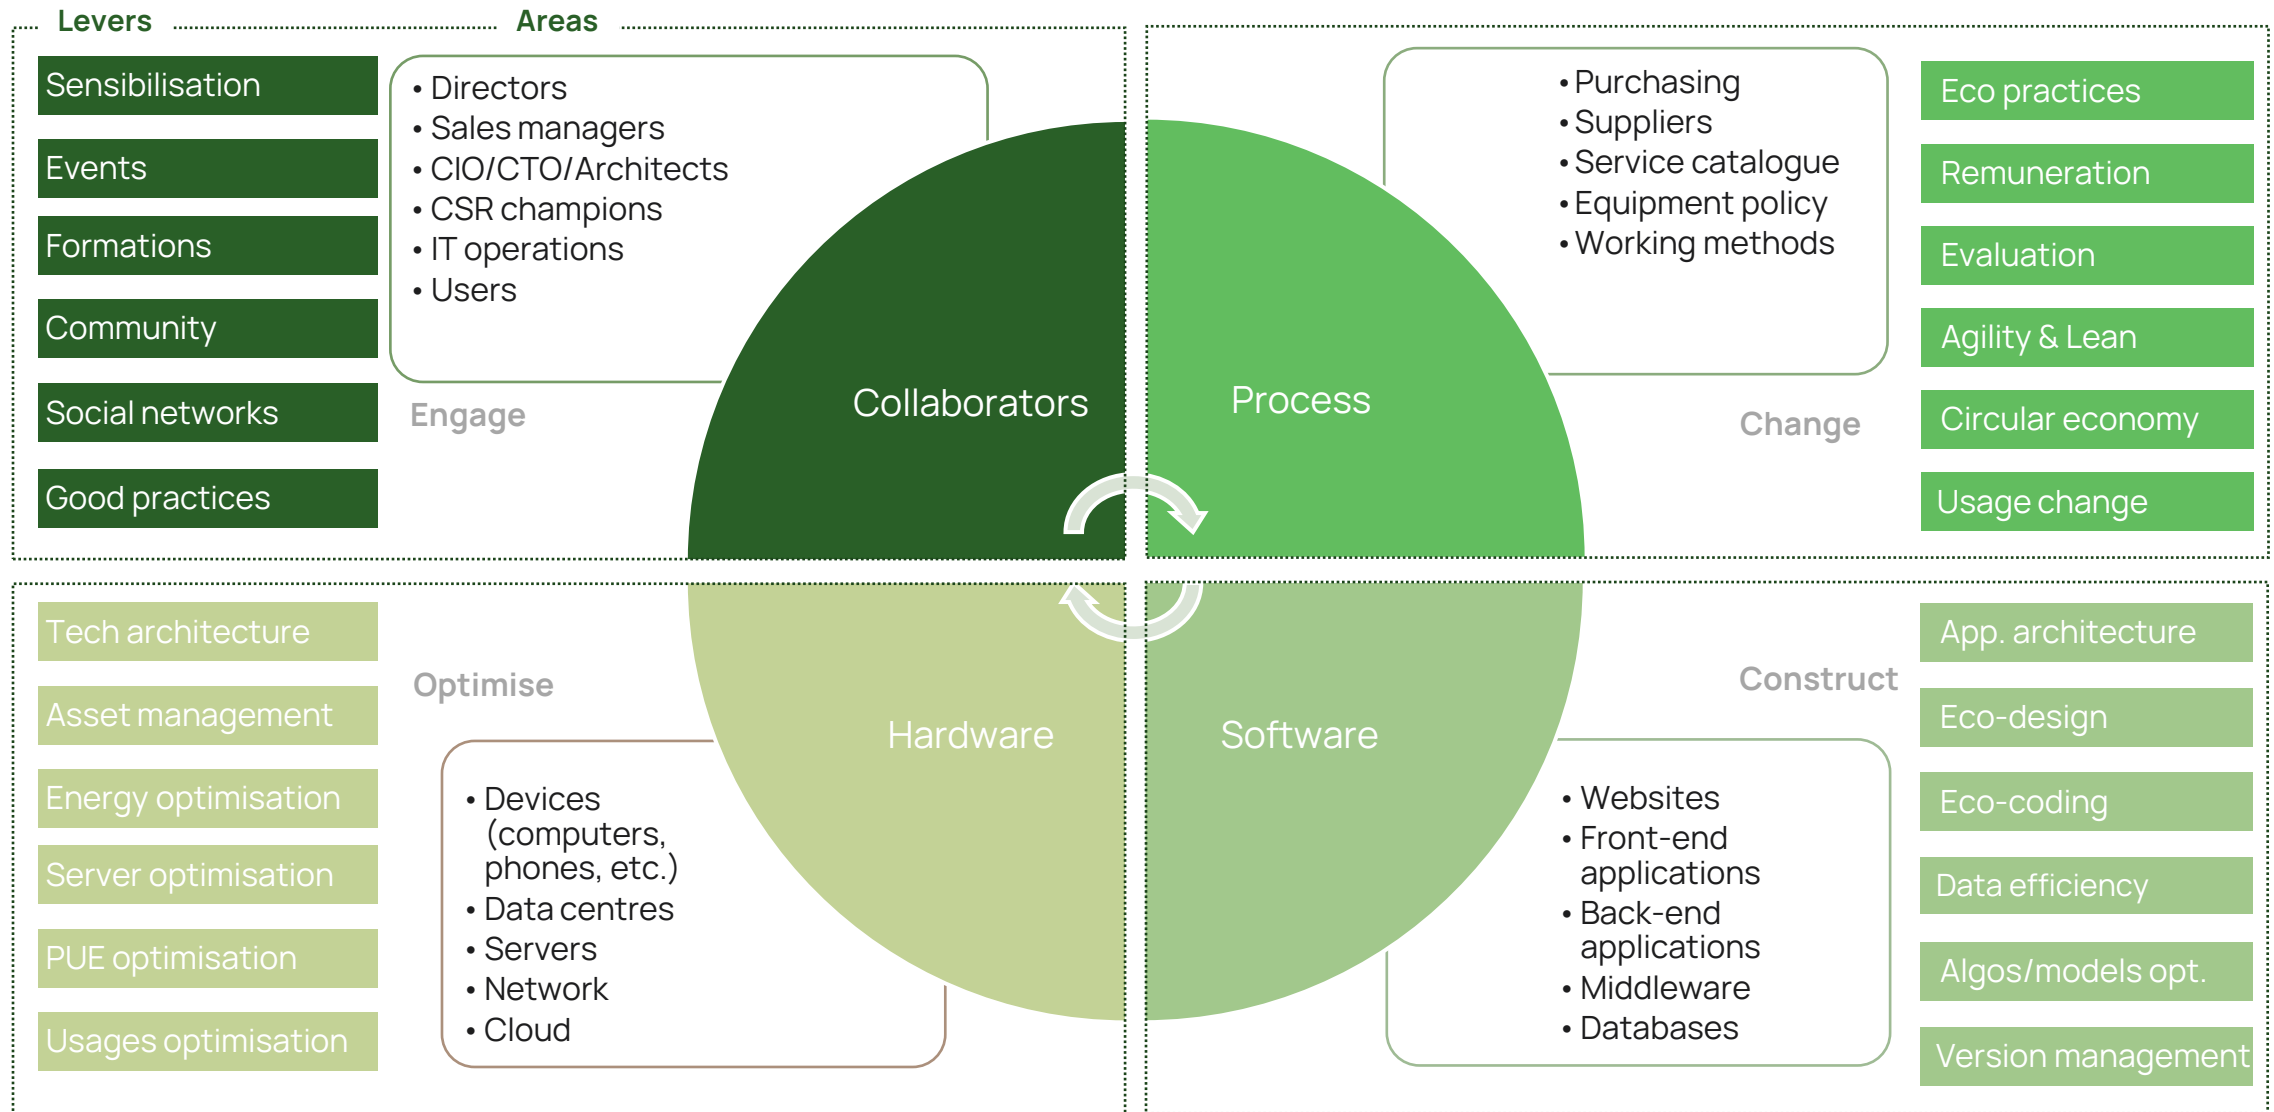 Levers
Areas
Sensibilisation
Events
Formations
Community
Social networks
Good practices
• Directors
• Sales managers
• CIO/CTO/Architects
• CSR champions
• IT operations
• Users
Engage
Collaborators
Process
• Purchasing
• Suppliers
• Service catalogue
• Equipment policy
• Working methods
Change
Eco practices
Remuneration
Evaluation
Agility & Lean
Circular economy
Usage change
Tech architecture
Asset management
Energy optimisation
Server optimisation
PUE optimisation
Usages optimisation
Optimise
• Devices
(computers,
phones, etc.)
• Data centres
• Servers
• Network
• Cloud
Hardware
Software
Construct
• Websites
• Front-end
applications
• Back-end
applications
• Middleware
• Databases
App. architecture
Eco-design
Eco-coding
Data efficiency
Algos/models opt.
Version management